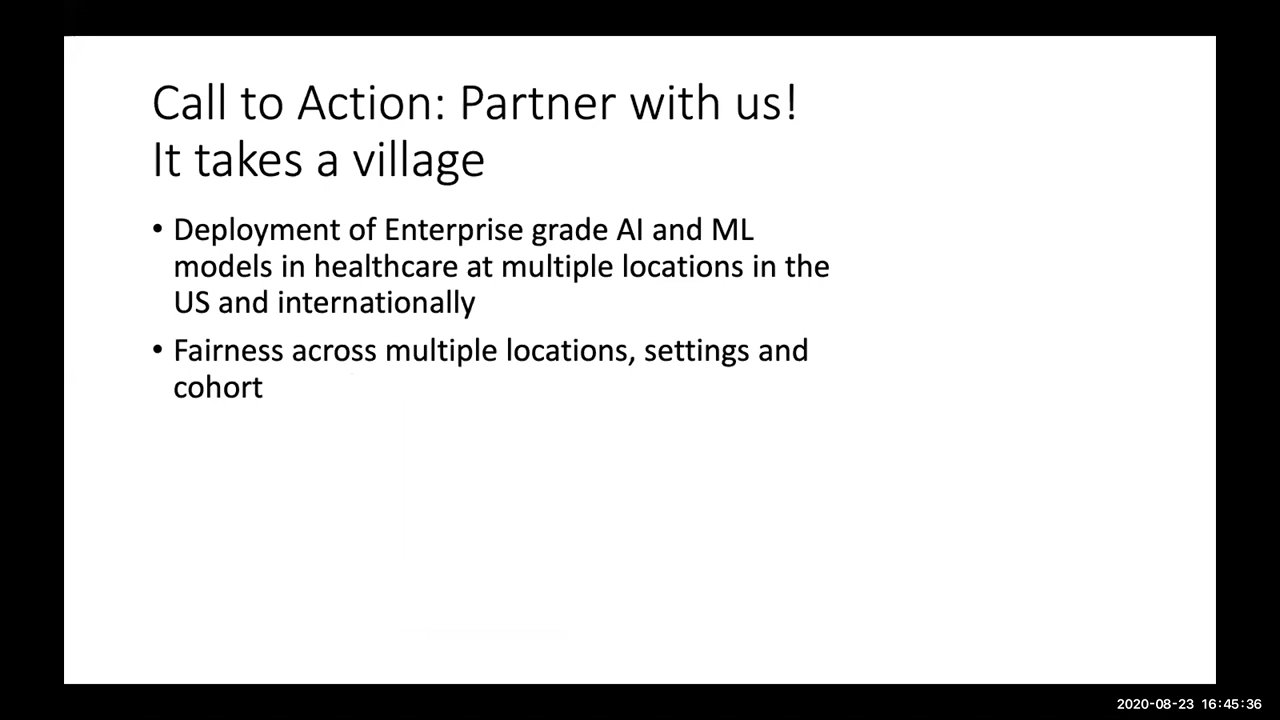 Call to Action: Partner with us!
It takes a village
• Deployment of Enterprise grade AI and ML
models in healthcare at multiple locations in the
US and internationally
• Fairness across multiple locations, settings and
cohort
2020-08-23 16:45:36